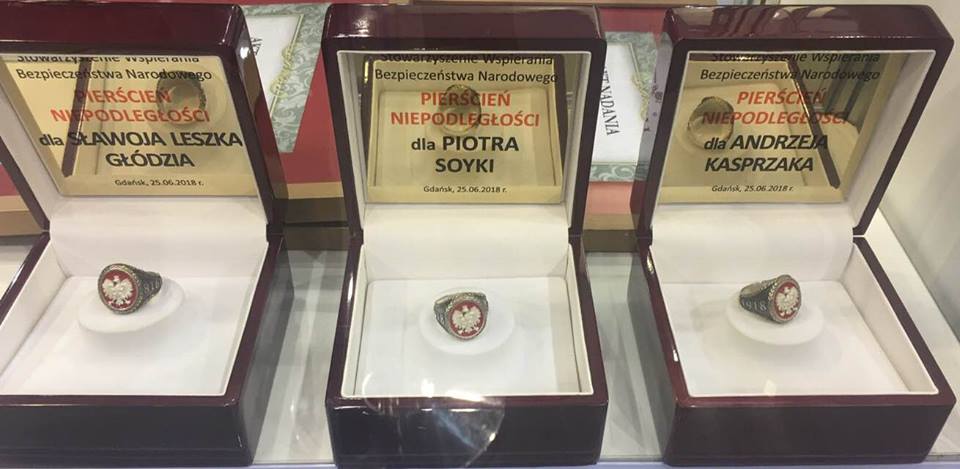 Stowarzyszenie Wspierania
Bezpieczeństwa Narodowego
PIERŚCIEŃ
NIEPODLEGŁOŚCI
dla SŁAWOJA LESZKA
GŁÓDZIA
Gdańsk, 25.06.2018 r.
Stowarzyszenie Wspierania
Bezpieczeństwa Narodowego
PIERŚCIEŃ
NIEPODLEGŁOŚCI
dla PIOTRA
SOYKI
Gdańsk, 25.06.2018 r.
NADANIA
Stowarzyszenie Wspierania
Bezpieczeństwa Narodowego
PIERŚCIEŃ
NIEPODLEGŁOŚCI
dla ANDRZEJA
KASPRZAKA
Gdańsk, 25.06.2018 r.
1918